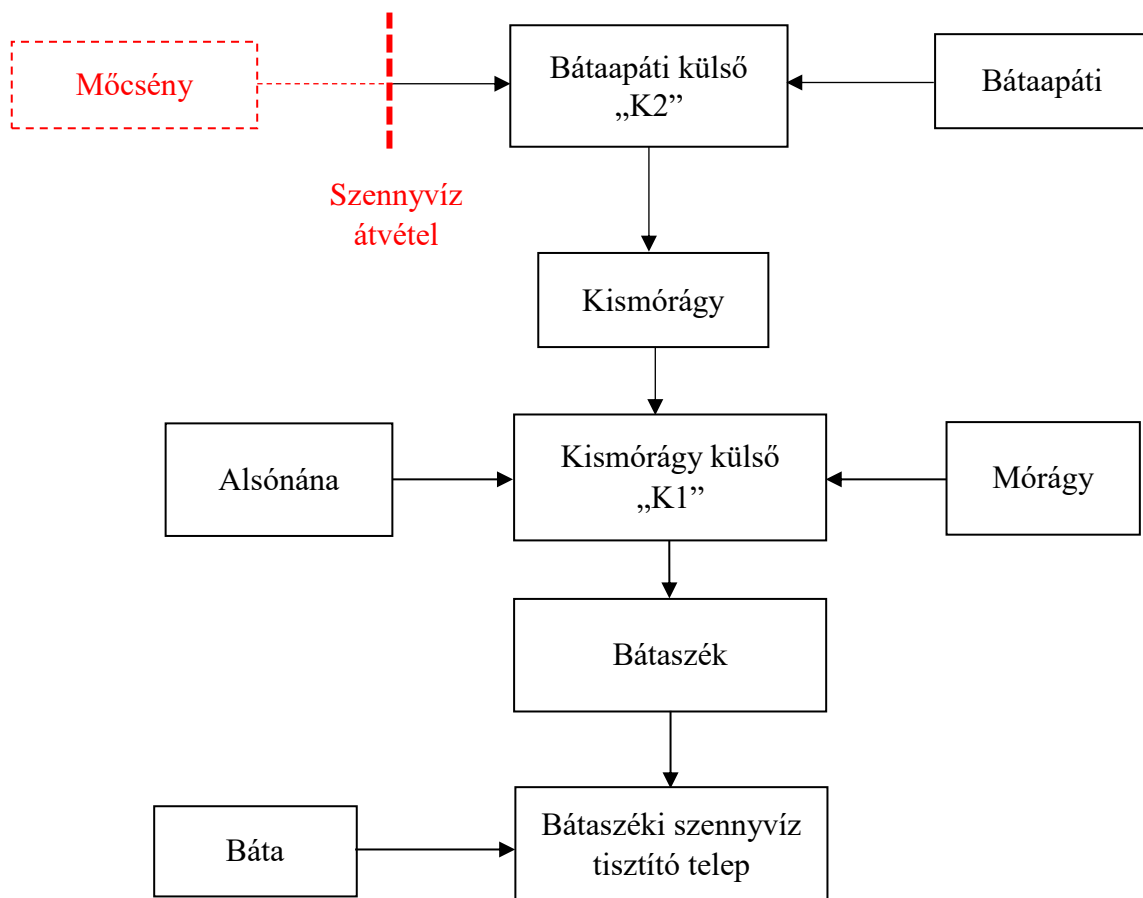 Mőcsény
Bátaapáti külső
„K2”
Bátaapáti
Szennyvíz
átvétel
Kismórágy
Alsónána
Kismórágy külső
„K1”
Mórágy
Bátaszék
Báta
Bátaszéki szennyvíz
tisztító telep